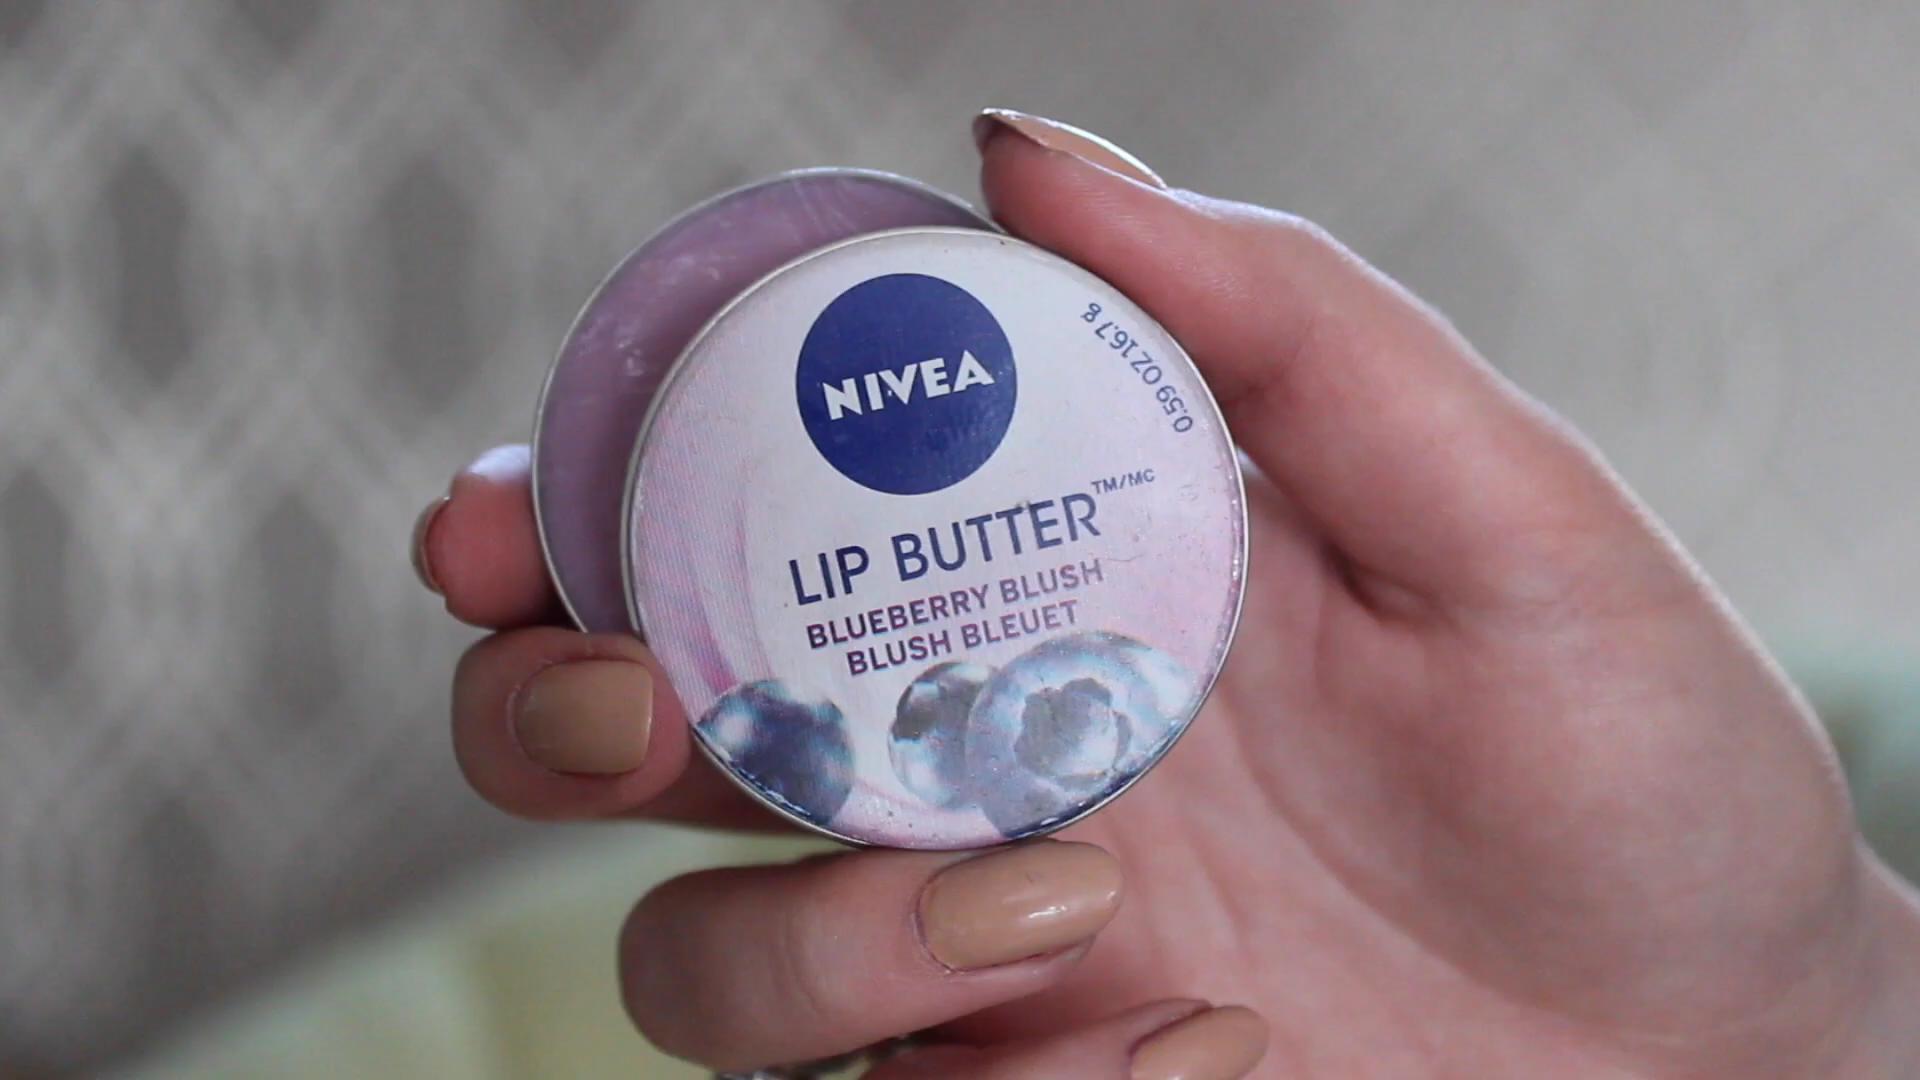 NIVEA
0.59 OZ 16.7 g
LIP BUTTER™/MC
BLUEBERRY BLUSH
BLUSH BLEUET